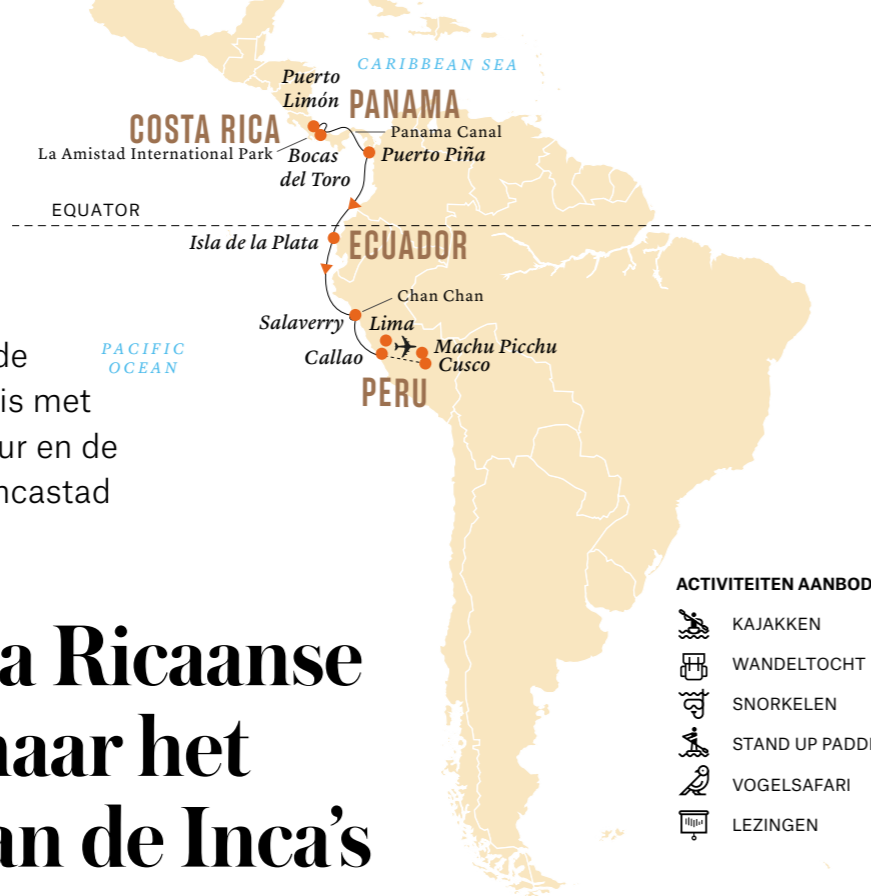 CARIBBEAN SEA
Puerto
Limón
PANAMA
COSTA RICA
Panama Canal
La Amistad International Park
Bocas
del Toro
Puerto Piña
EQUATOR
Isla de la Plata
ECUADOR
Chan Chan
Salaverry
Lima
PACIFIC
OCEAN
Callao
Machu Picchu
Cusco
PERU
de
is met
ur en de
ncastad
a Ricaanse
naar het
an de Inca's
ACTIVITEITEN AANBOD
KAJAKKEN
WANDELTOCHT
SNORKELEN
STAND UP PADD
VOGELSAFARI
LEZINGEN